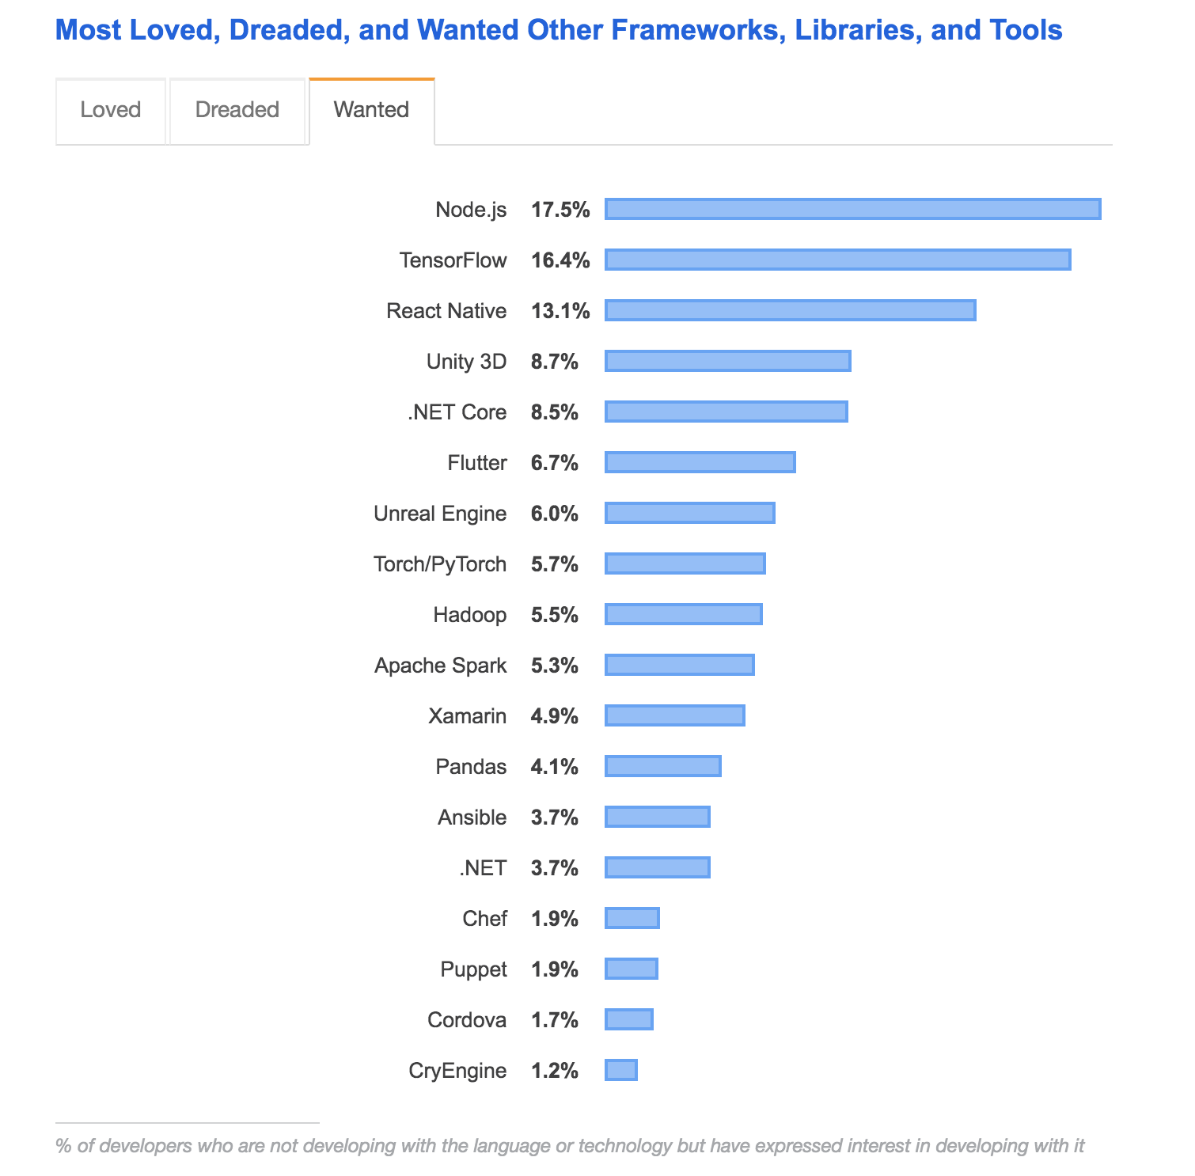 Most Loved, Dreaded, and Wanted Other Frameworks, Libraries, and Tools
Loved Dreaded Wanted
Node.js 17.5%
TensorFlow 16.4%
React Native 13.1%
Unity 3D 8.7%
.NET Core 8.5%
Flutter 6.7%
Unreal Engine 6.0%
Torch/PyTorch 5.7%
Hadoop 5.5%
Apache Spark 5.3%
Xamarin 4.9%
Pandas 4.1%
Ansible 3.7%
.NET 3.7%
Chef 1.9%
Puppet 1.9%
Cordova 1.7%
CryEngine 1.2%
% of developers who are not developing with the language or technology but have expressed interest in developing with it